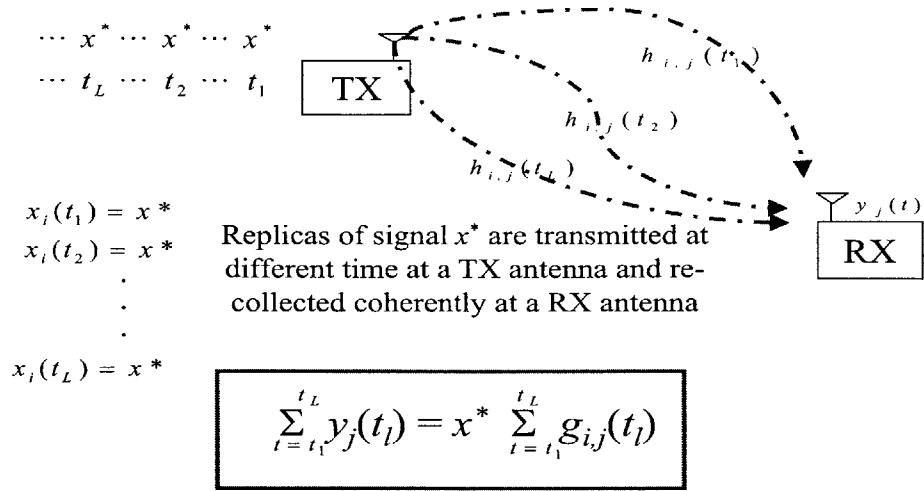 ⋯ x* ⋯ x* ⋯ x*
⋯ t_L ⋯ t_2 ⋯ t_1
TX
h_{i,j}(t_1)
h_{i,j}(t_2)
h_{i,j}(t_L)
y_j(t)
RX
x_i(t_1) = x*
x_i(t_2) = x*
.
.
.
x_i(t_L) = x*
Replicas of signal x* are transmitted at
different time at a TX antenna and re-
collected coherently at a RX antenna
∑_{t=t_1}^{t_L} y_j(t_l) = x* ∑_{t=t_1}^{t_L} g_{i,j}(t_l)